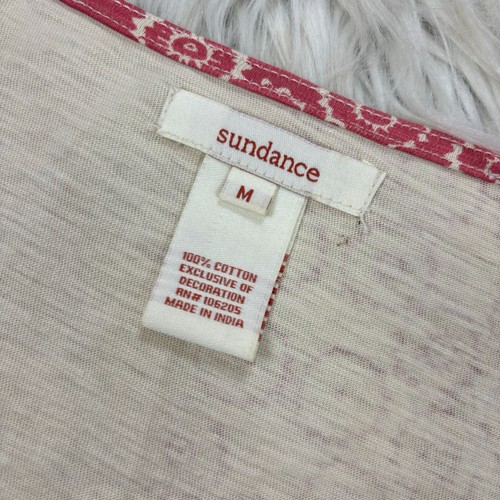 sundance
M
100% COTTON
EXCLUSIVE OF
DECORATION
RN# 106205
MADE IN INDIA